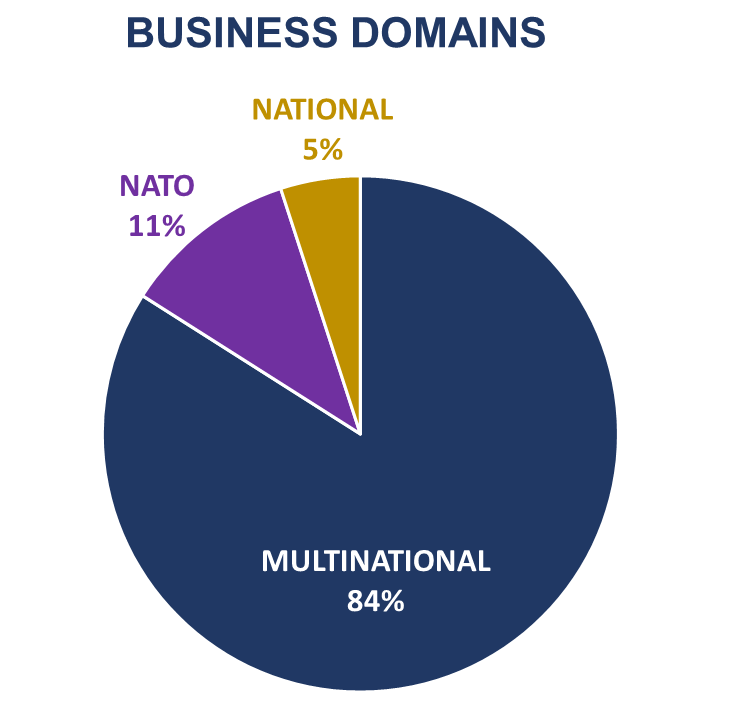 BUSINESS DOMAINS
NATIONAL
5%
NATO
11%
MULTINATIONAL
84%